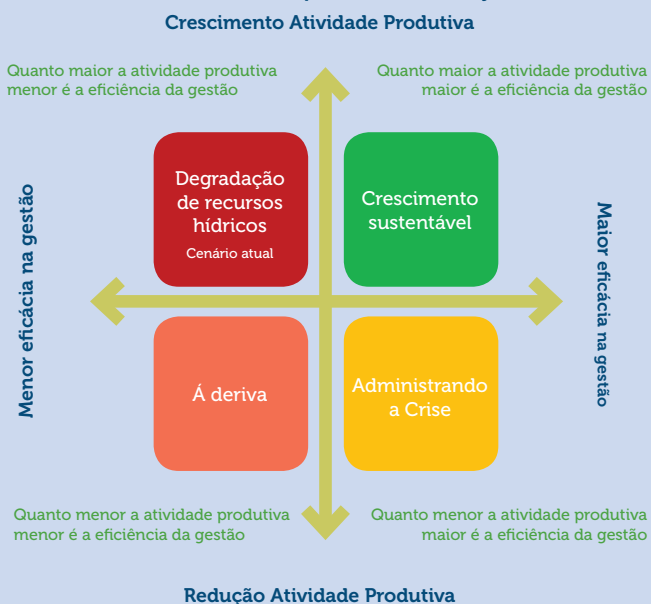 Crescimento Atividade Produtiva
Quanto maior a atividade produtiva
menor é a eficiência da gestão
Quanto maior a atividade produtiva
maior é a eficiência da gestão
Menor eficácia na gestão
Degradação
de recursos
hídricos
Cenário atual
Crescimento
sustentável
Maior eficácia na gestão
Á deriva
Administrando
a Crise
Quanto menor a atividade produtiva
menor é a eficiência da gestão
Quanto menor a atividade produtiva
maior é a eficiência da gestão
Redução Atividade Produtiva